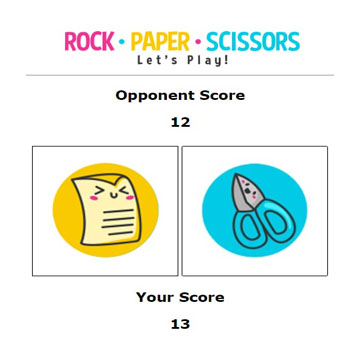 ROCK • PAPER • SCISSORS
Let's Play!
Opponent Score
12
Your Score
13